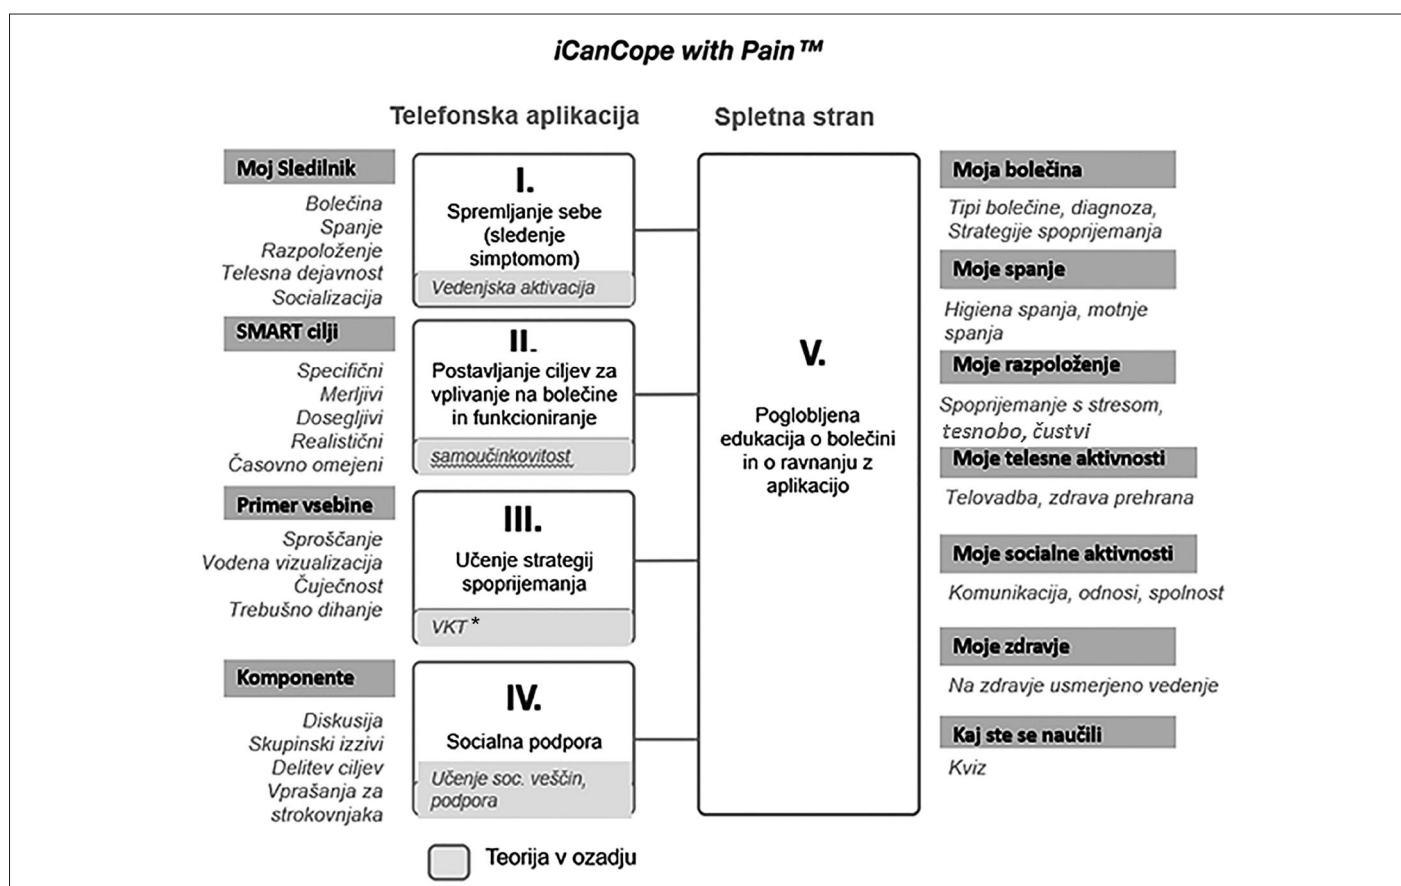 iCanCope with Pain™
Telefonska aplikacija
Spletna stran
Moj Sledilnik
Bolečina
Spanje
Razpoloženje
Telesna dejavnost
Socializacija
I.
Spremljanje sebe
(sledenje
simptomom)
Vedenjska aktivacija
SMART cilji
Specifični
Merljivi
Dosegljivi
Realistični
Časovno omejeni
II.
Postavljanje ciljev za
vplivanje na bolečine
in funkcioniranje
samoučinkovitost
Primer vsebine
Sproščanje
Vodena vizualizacija
Čuječnost
Trebušno dihanje
III.
Učenje strategij
spoprijemanja
VKT *
Komponente
Diskusija
Skupinski izzivi
Delitev ciljev
Vprašanja za
strokovnjaka
IV.
Socialna podpora
Učenje soc. veščin,
podpora
V.
Poglobljena
edukacija o bolečini
in o ravnanju z
aplikacijo
Moja bolečina
Tipi bolečine, diagnoza,
Strategije spoprijemanja
Moje spanje
Higiena spanja, motnje
spanja
Moje razpoloženje
Spoprijemanje s stresom,
tesnobo, čustvi
Moje telesne aktivnosti
Telovadba, zdrava prehrana
Moje socialne aktivnosti
Komunikacija, odnosi, spolnost
Moje zdravje
Na zdravje usmerjeno vedenje
Kaj ste se naučili
Kviz
Teorija v ozadju